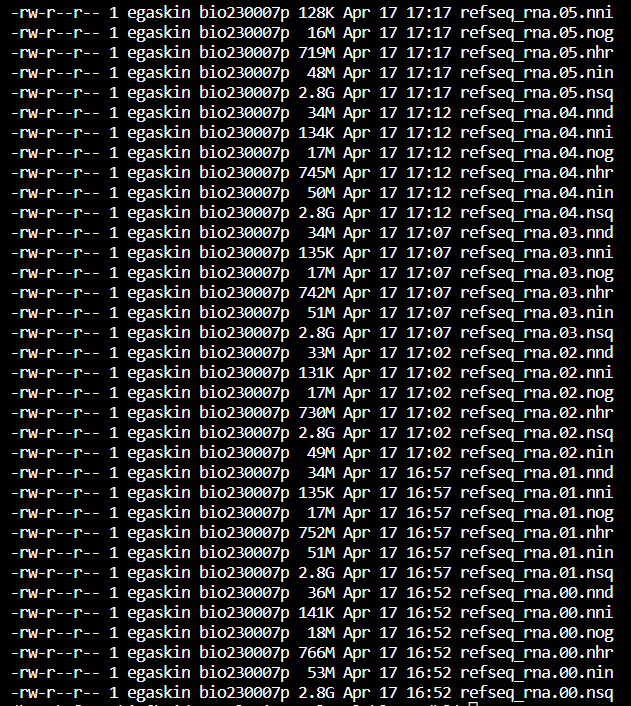 -rw-r--r-- 1 egaskin bio230007p 128K Apr 17 17:17 refseq_rna.05.nni
-rw-r--r-- 1 egaskin bio230007p  16M Apr 17 17:17 refseq_rna.05.nog
-rw-r--r-- 1 egaskin bio230007p 719M Apr 17 17:17 refseq_rna.05.nhr
-rw-r--r-- 1 egaskin bio230007p  48M Apr 17 17:17 refseq_rna.05.nin
-rw-r--r-- 1 egaskin bio230007p 2.8G Apr 17 17:17 refseq_rna.05.nsq
-rw-r--r-- 1 egaskin bio230007p  34M Apr 17 17:12 refseq_rna.04.nnd
-rw-r--r-- 1 egaskin bio230007p 134K Apr 17 17:12 refseq_rna.04.nni
-rw-r--r-- 1 egaskin bio230007p  17M Apr 17 17:12 refseq_rna.04.nog
-rw-r--r-- 1 egaskin bio230007p 745M Apr 17 17:12 refseq_rna.04.nhr
-rw-r--r-- 1 egaskin bio230007p  50M Apr 17 17:12 refseq_rna.04.nin
-rw-r--r-- 1 egaskin bio230007p 2.8G Apr 17 17:12 refseq_rna.04.nsq
-rw-r--r-- 1 egaskin bio230007p  34M Apr 17 17:07 refseq_rna.03.nnd
-rw-r--r-- 1 egaskin bio230007p 135K Apr 17 17:07 refseq_rna.03.nni
-rw-r--r-- 1 egaskin bio230007p  17M Apr 17 17:07 refseq_rna.03.nog
-rw-r--r-- 1 egaskin bio230007p 742M Apr 17 17:07 refseq_rna.03.nhr
-rw-r--r-- 1 egaskin bio230007p  51M Apr 17 17:07 refseq_rna.03.nin
-rw-r--r-- 1 egaskin bio230007p 2.8G Apr 17 17:07 refseq_rna.03.nsq
-rw-r--r-- 1 egaskin bio230007p  33M Apr 17 17:02 refseq_rna.02.nnd
-rw-r--r-- 1 egaskin bio230007p 131K Apr 17 17:02 refseq_rna.02.nni
-rw-r--r-- 1 egaskin bio230007p  17M Apr 17 17:02 refseq_rna.02.nog
-rw-r--r-- 1 egaskin bio230007p 730M Apr 17 17:02 refseq_rna.02.nhr
-rw-r--r-- 1 egaskin bio230007p 2.8G Apr 17 17:02 refseq_rna.02.nsq
-rw-r--r-- 1 egaskin bio230007p  49M Apr 17 17:02 refseq_rna.02.nin
-rw-r--r-- 1 egaskin bio230007p  34M Apr 17 16:57 refseq_rna.01.nnd
-rw-r--r-- 1 egaskin bio230007p 135K Apr 17 16:57 refseq_rna.01.nni
-rw-r--r-- 1 egaskin bio230007p  17M Apr 17 16:57 refseq_rna.01.nog
-rw-r--r-- 1 egaskin bio230007p 752M Apr 17 16:57 refseq_rna.01.nhr
-rw-r--r-- 1 egaskin bio230007p  51M Apr 17 16:57 refseq_rna.01.nin
-rw-r--r-- 1 egaskin bio230007p 2.8G Apr 17 16:57 refseq_rna.01.nsq
-rw-r--r-- 1 egaskin bio230007p  36M Apr 17 16:52 refseq_rna.00.nnd
-rw-r--r-- 1 egaskin bio230007p 141K Apr 17 16:52 refseq_rna.00.nni
-rw-r--r-- 1 egaskin bio230007p  18M Apr 17 16:52 refseq_rna.00.nog
-rw-r--r-- 1 egaskin bio230007p 766M Apr 17 16:52 refseq_rna.00.nhr
-rw-r--r-- 1 egaskin bio230007p  53M Apr 17 16:52 refseq_rna.00.nin
-rw-r--r-- 1 egaskin bio230007p 2.8G Apr 17 16:52 refseq_rna.00.nsq